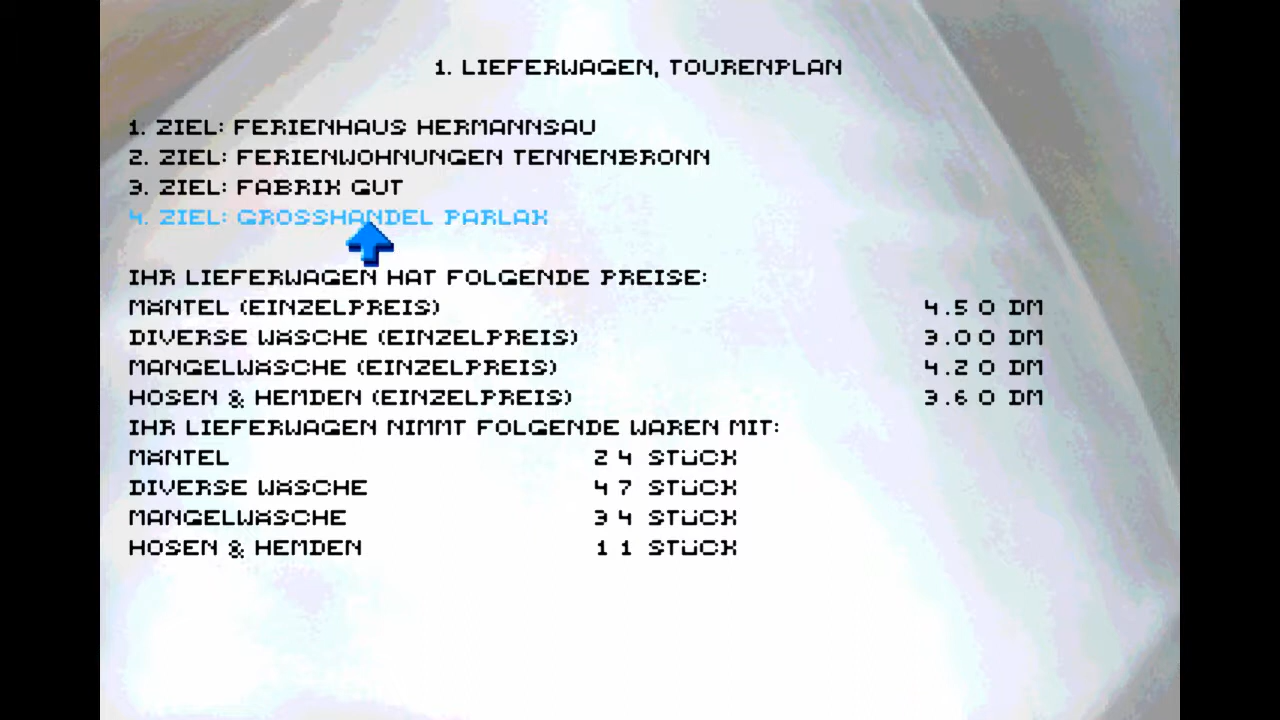 1. LIEFERWAGEN, TOURENPLAN
1. ZIEL: FERIENHAUS HERMANNSAU
2. ZIEL: FERIENWOHNUNGEN TENNENBRONN
3. ZIEL: FABRIK GUT
4. ZIEL: GROSSHANDEL PARLAK
IHR LIEFERWAGEN HAT FOLGENDE PREISE:
MÄNTEL (EINZELPREIS) 4.50 DM
DIVERSE WÄSCHE (EINZELPREIS) 3.00 DM
MANGELWÄSCHE (EINZELPREIS) 4.20 DM
HOSEN & HEMDEN (EINZELPREIS) 3.60 DM
IHR LIEFERWAGEN NIMMT FOLGENDE WAREN MIT:
MÄNTEL 24 STÜCK
DIVERSE WÄSCHE 47 STÜCK
MANGELWÄSCHE 34 STÜCK
HOSEN & HEMDEN 11 STÜCK